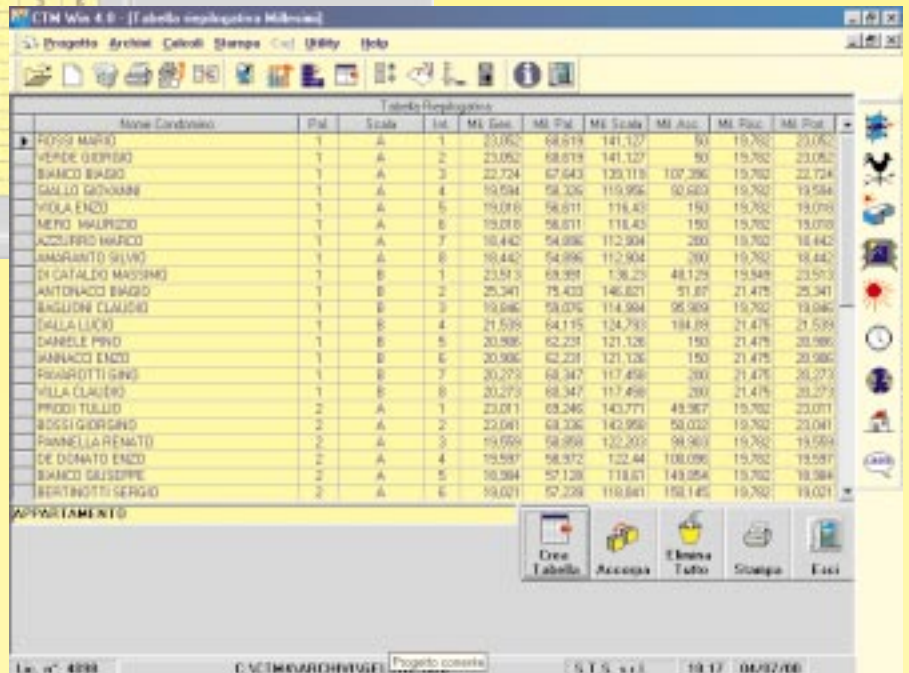 CTM Win 4.0 - [Tabella riepilogativa Millesimi]
Progetto Archivi Calcoli Stampa Cad Utility Help
Tabella Riepilogativa
Nome Condomino Pal. Scala Int. Mil. Gen. Mil. Pal. Mil. Scala Mil. Asc. Mil. Risc. Mil. Port.
ROSSI MARIO 1 A 1 23,052 68,619 141,127 50 19,782 23,052
VERDE GIORGIO 1 A 2 23,052 68,619 141,127 50 19,782 23,052
BIANCO BIAGIO 1 A 3 22,724 67,643 139,119 107,396 19,782 22,724
GIALLO GIOVANNI 1 A 4 19,594 58,326 119,956 92,603 19,782 19,594
VIOLA ENZO 1 A 5 19,018 56,611 116,43 150 19,782 19,018
NERO MAURIZIO 1 A 6 19,018 56,611 116,43 150 19,782 19,018
AZZURRO MARCO 1 A 7 18,442 54,896 112,904 200 19,782 18,442
AMARANTO SILVIO 1 A 8 18,442 54,896 112,904 200 19,782 18,442
DI CATALDO MASSIMO 1 B 1 23,513 69,991 136,23 48,129 19,949 23,513
ANTONACCI BIAGIO 1 B 2 25,341 75,433 146,821 51,87 21,475 25,341
BAGLIONI CLAUDIO 1 B 3 19,846 59,076 114,984 95,909 19,782 19,846
DALLA LUCIO 1 B 4 21,539 64,115 124,793 104,09 21,475 21,539
DANIELE PINO 1 B 5 20,906 62,231 121,126 150 21,475 20,906
IANNACCI ENZO 1 B 6 20,906 62,231 121,126 150 21,475 20,906
PAVAROTTI GINO 1 B 7 20,273 60,347 117,458 200 21,475 20,273
VILLA CLAUDIO 1 B 8 20,273 60,347 117,458 200 21,475 20,273
PRODI TULLIO 2 A 1 23,011 69,246 143,771 49,967 19,782 23,011
BOSSI GIORGINO 2 A 2 23,041 69,336 143,958 50,032 19,782 23,041
PANNELLA RENATO 2 A 3 19,559 58,858 122,203 99,903 19,782 19,559
DE DONATO ENZO 2 A 4 19,597 58,972 122,44 100,096 19,782 19,597
BIANCO GIUSEPPE 2 A 5 18,984 57,128 118,61 149,854 19,782 18,984
BERTINOTTI SERGIO 2 A 6 19,021 57,239 118,841 150,145 19,782 19,021
APPARTAMENTO
Crea Tabella Accorpa Elimina Tutto Stampa Esci
Progetto corrente
Lic. n°: 4898 S.T.S. s.r.l. 19.17 04/07/00